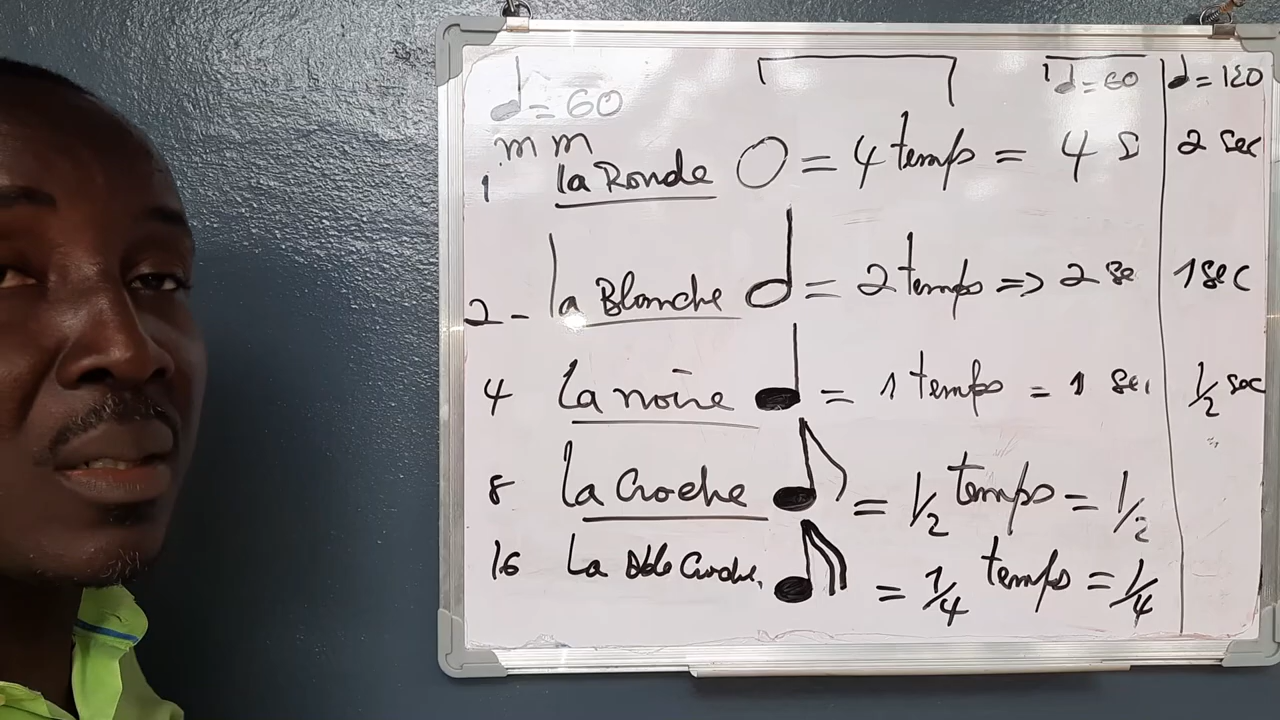 ♩ = 60 ♩ = 60 ♩ = 120
m m
1 la Ronde 𝅝 = 4 temps = 4 S 2 sec
2 - la Blanche 𝅗𝅥 = 2 temps => 2 se 1 sec
4 La noire ♩ = 1 temps = 1 sec 1/2 sec
8 La Croche ♪ = 1/2 temps = 1/2
16 La Dble Croche. 𝅘𝅥𝅯 = 1/4 temps = 1/4